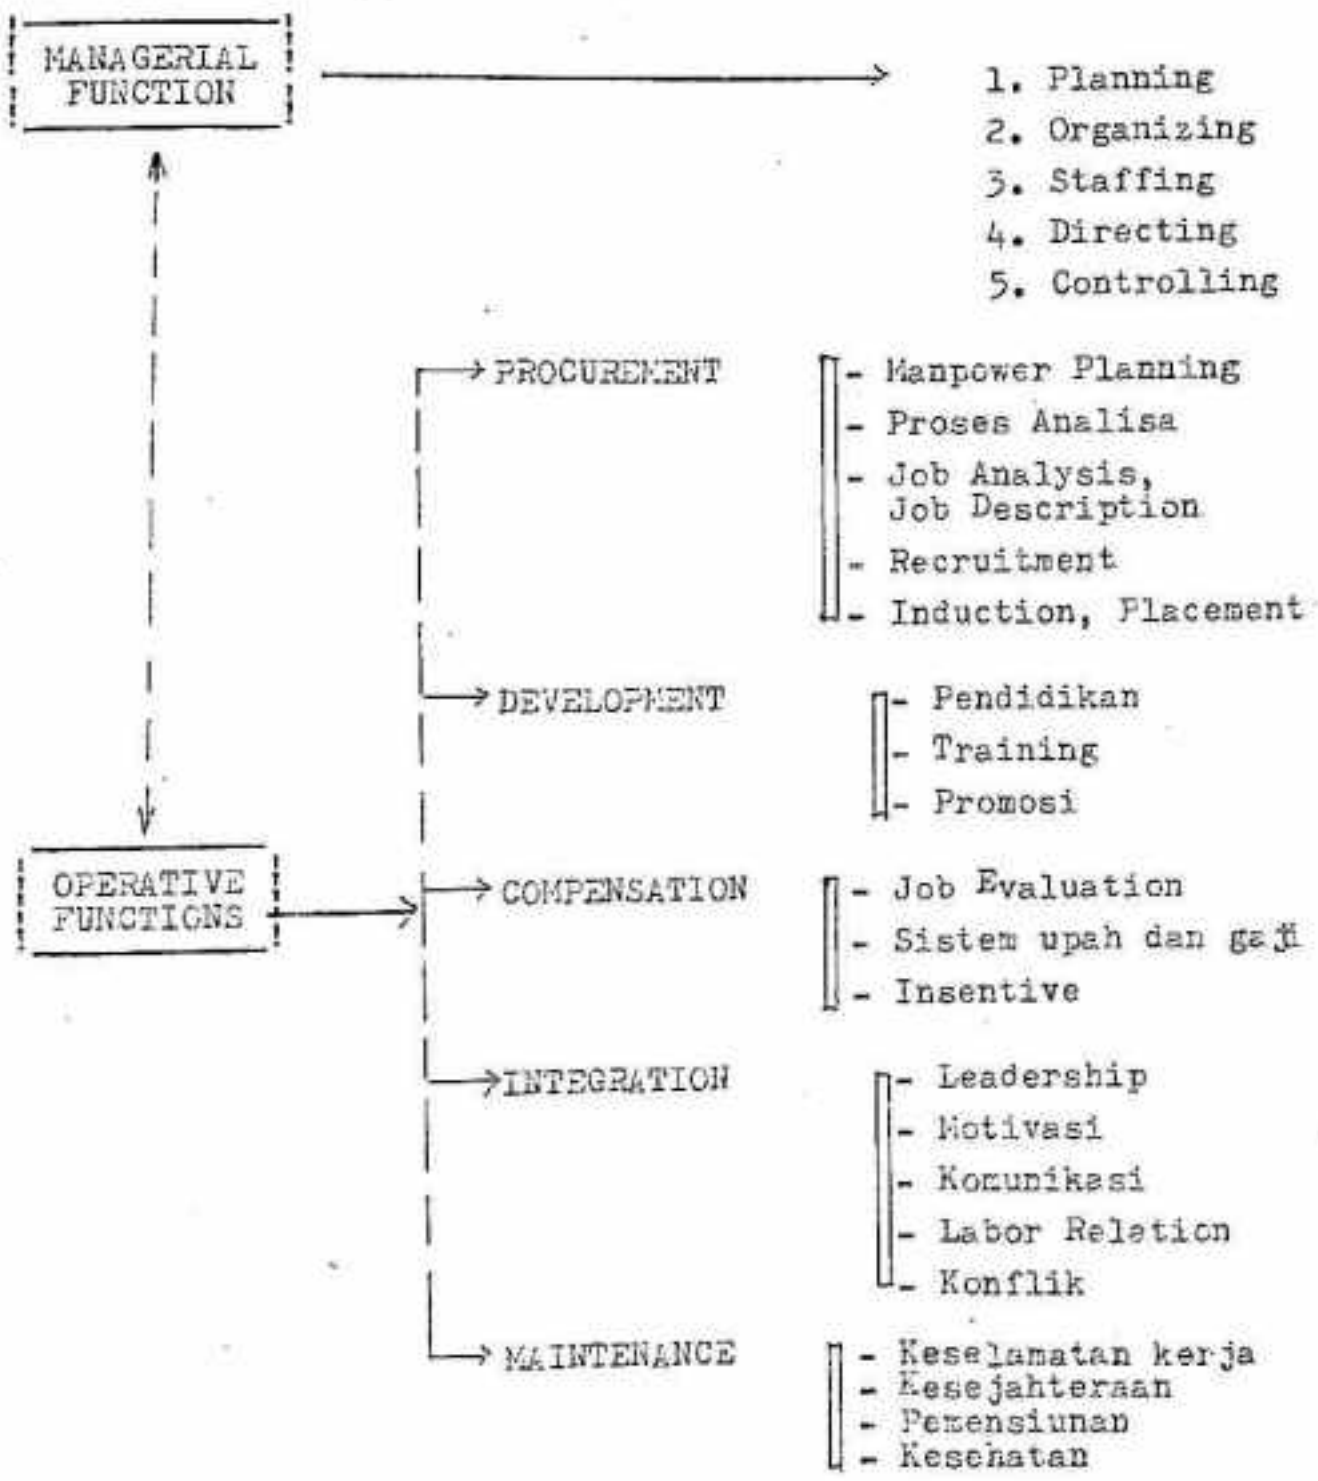 MANAGERIAL
FUNCTION
1. Planning
2. Organizing
3. Staffing
4. Directing
5. Controlling
PROCUREMENT
- Manpower Planning
- Proses Analisa
- Job Analysis,
Job Description
- Recruitment
- Induction, Placement
DEVELOPMENT
- Pendidikan
- Training
- Promosi
OPERATIVE
FUNCTIONS
COMPENSATION
- Job Evaluation
- Sistem upah dan gaji
- Insentive
INTEGRATION
- Leadership
- Motivasi
- Komunikasi
- Labor Relation
- Konflik
MAINTENANCE
- Keselamatan kerja
- Kesejahteraan
- Pemensiunan
- Kesehatan